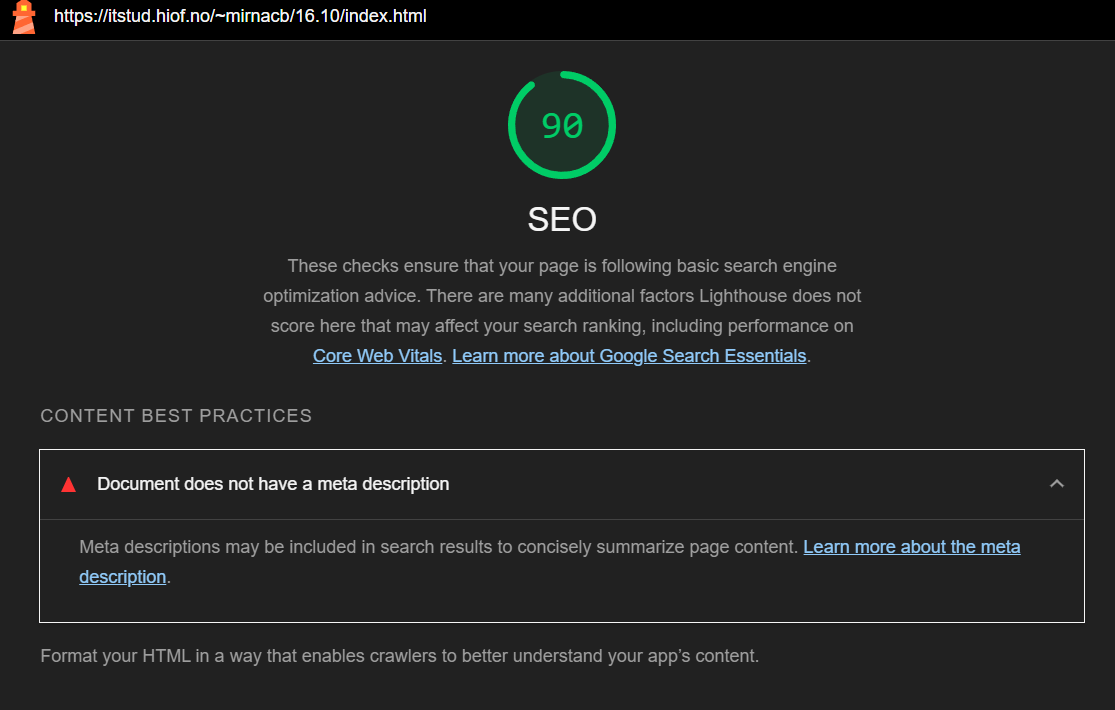 https://itstud.hiof.no/~mirnacb/16.10/index.html
90
SEO
These checks ensure that your page is following basic search engine
optimization advice. There are many additional factors Lighthouse does not
score here that may affect your search ranking, including performance on
Core Web Vitals. Learn more about Google Search Essentials.
CONTENT BEST PRACTICES
Document does not have a meta description
Meta descriptions may be included in search results to concisely summarize page content. Learn more about the meta
description.
Format your HTML in a way that enables crawlers to better understand your app’s content.